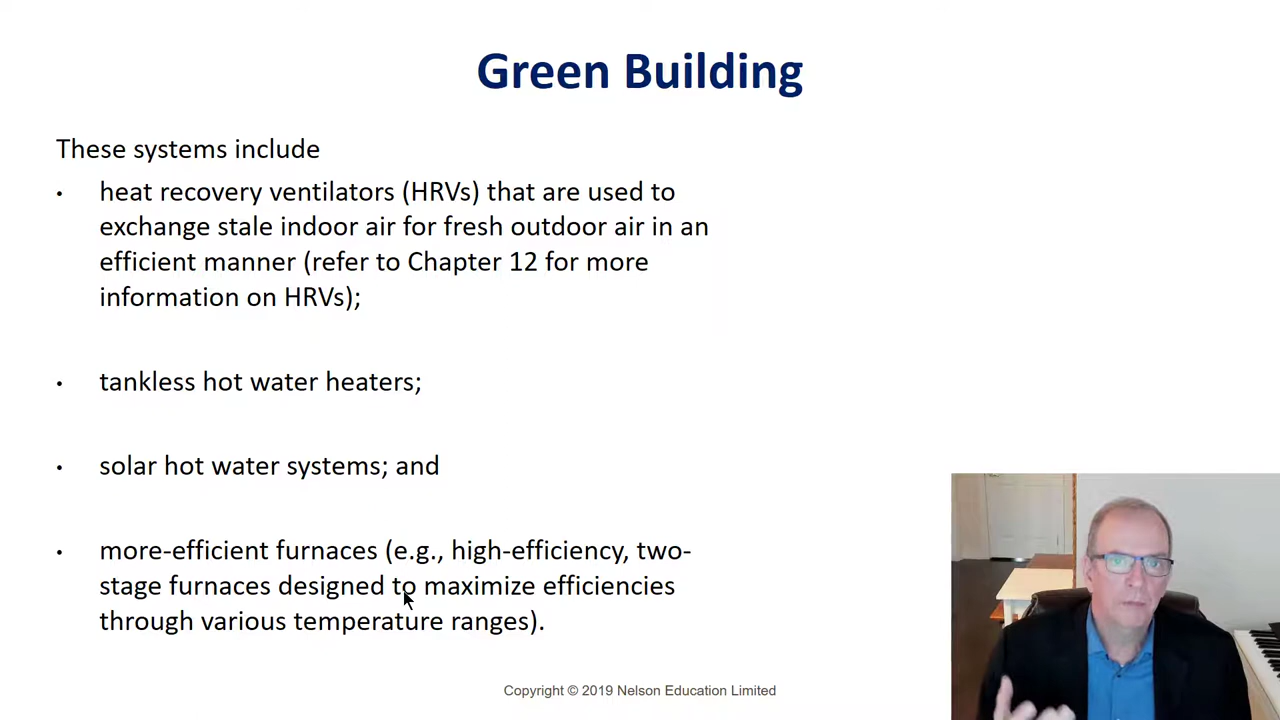 Green Building
These systems include
• heat recovery ventilators (HRVs) that are used to
exchange stale indoor air for fresh outdoor air in an
efficient manner (refer to Chapter 12 for more
information on HRVs);
• tankless hot water heaters;
• solar hot water systems; and
• more-efficient furnaces (e.g., high-efficiency, two-
stage furnaces designed to maximize efficiencies
through various temperature ranges).
Copyright © 2019 Nelson Education Limited